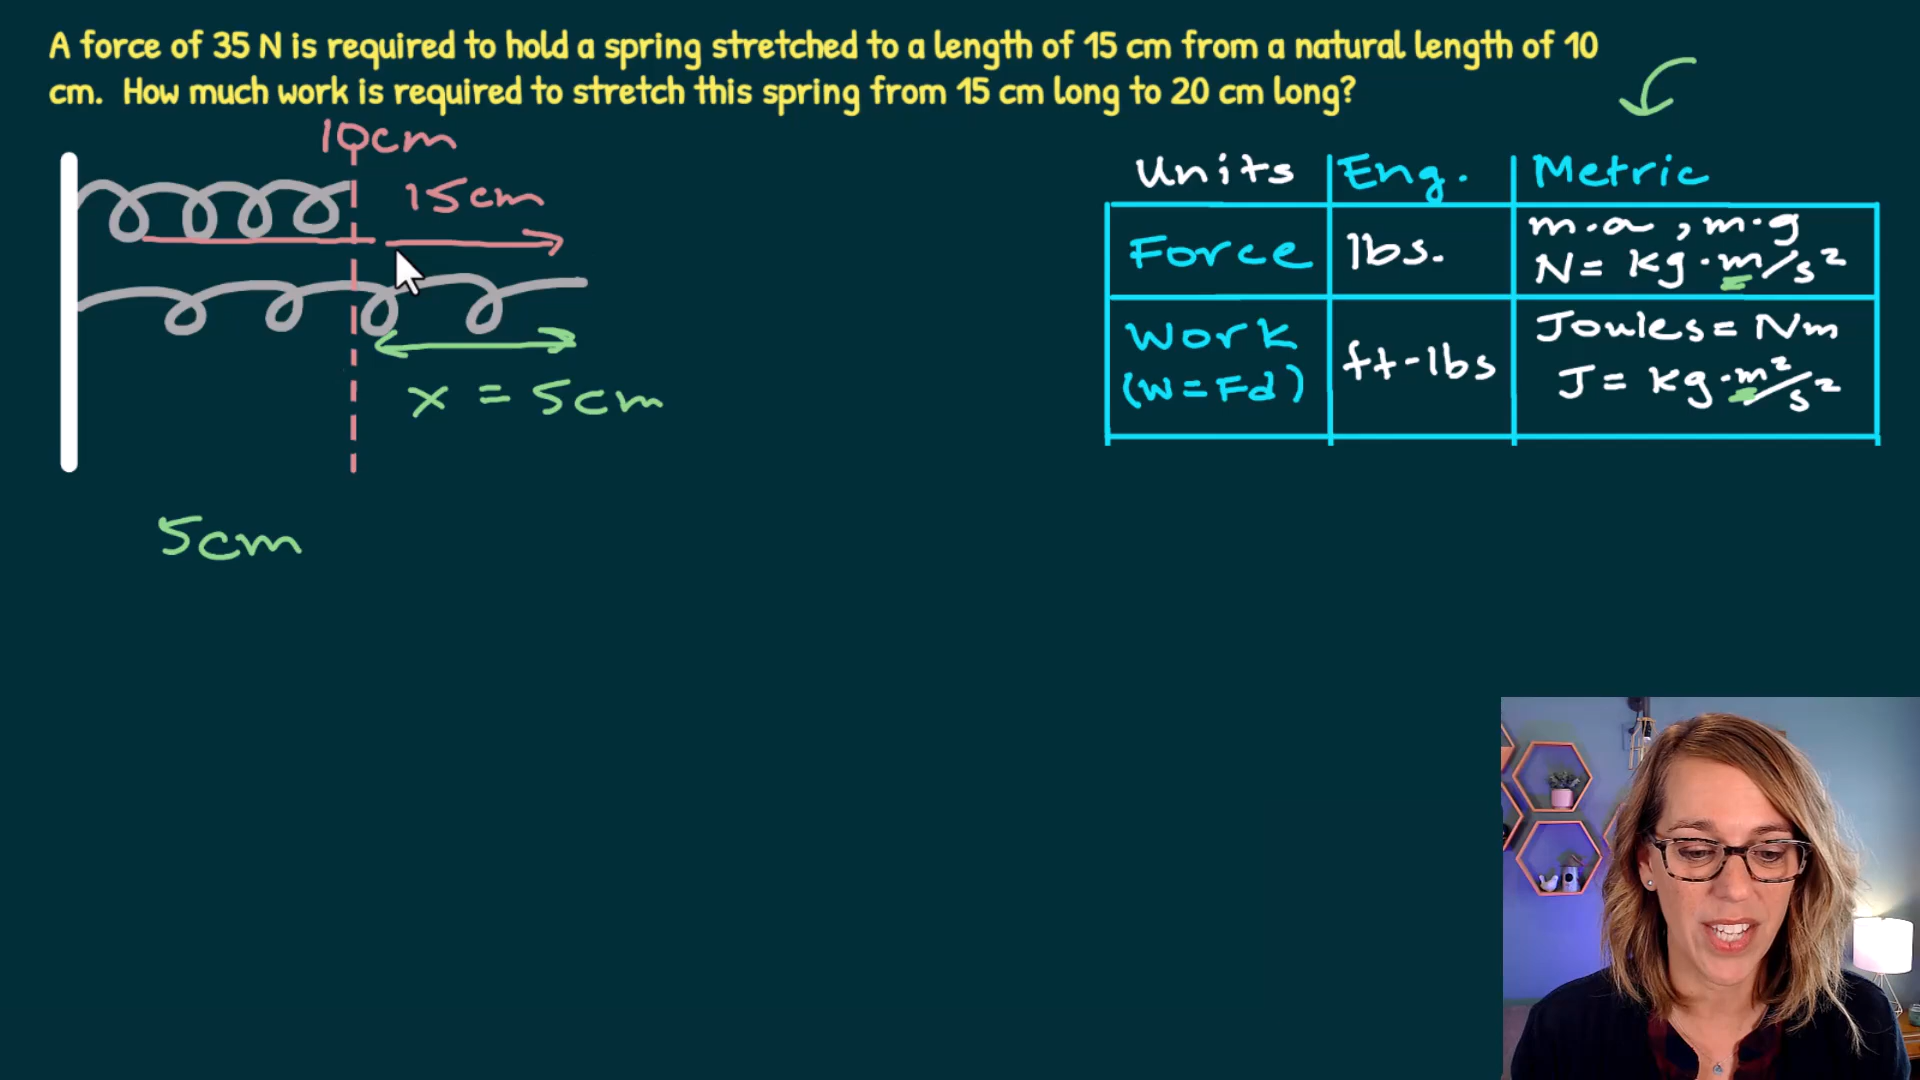 A force of 35 N is required to hold a spring stretched to a length of 15 cm from a natural length of 10
cm. How much work is required to stretch this spring from 15 cm long to 20 cm long?
10cm
15cm
x = 5cm
5cm
Units Eng. Metric
Force lbs. m·a, m·g
N = kg·m/s²
Work ft-lbs Joules = Nm
(W=Fd) J = kg·m²/s²